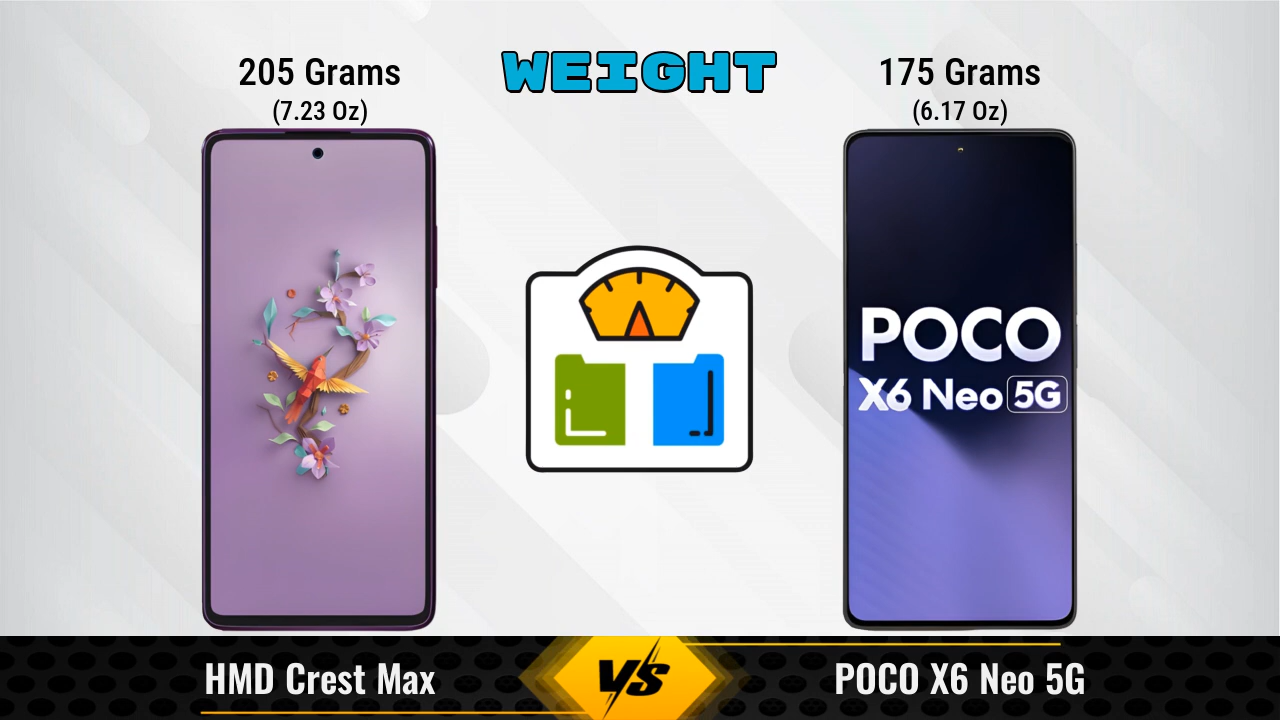 WEIGHT
205 Grams
(7.23 Oz)
175 Grams
(6.17 Oz)
POCO
X6 Neo 5G
HMD Crest Max
VS
POCO X6 Neo 5G